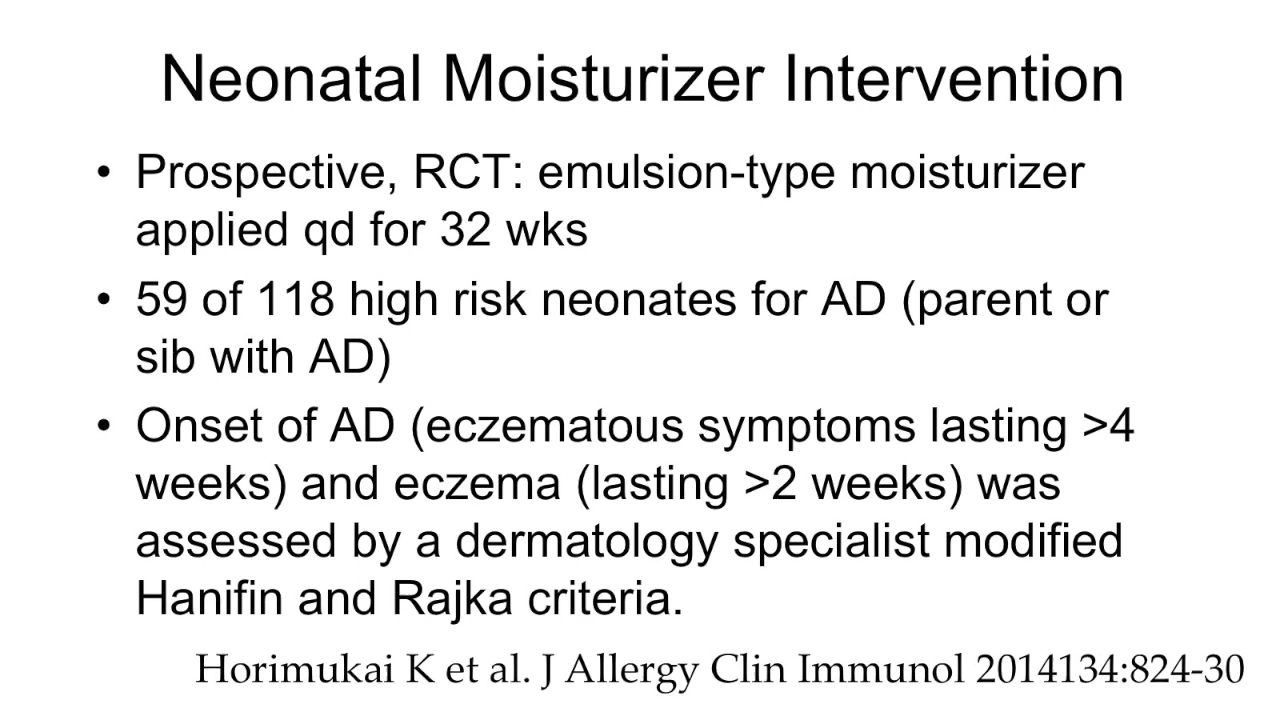 Neonatal Moisturizer Intervention
• Prospective, RCT: emulsion-type moisturizer
applied qd for 32 wks
• 59 of 118 high risk neonates for AD (parent or
sib with AD)
• Onset of AD (eczematous symptoms lasting >4
weeks) and eczema (lasting >2 weeks) was
assessed by a dermatology specialist modified
Hanifin and Rajka criteria.
Horimukai K et al. J Allergy Clin Immunol 2014134:824-30